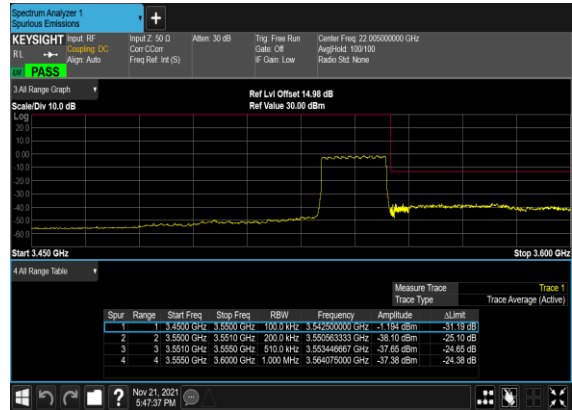 Spectrum Analyzer 1
Spurious Emissions
KEYSIGHT Input: RF Input Z: 50 Ω Atten: 30 dB Trig: Free Run Center Freq: 22.005000000 GHz
RL Coupling: DC Corr CCorr Gate: Off Avg|Hold: 100/100
Align: Auto Freq Ref: Int (S) IF Gain: Low Radio Std: None
LW PASS
3 All Range Graph
Ref Lvl Offset 14.98 dB
Scale/Div 10.0 dB Ref Value 30.00 dBm
Log
20.0
10.0
0.00
-10.0
-20.0
-30.0
-40.0
-50.0
-60.0
Start 3.450 GHz Stop 3.600 GHz
4 All Range Table
Measure Trace Trace 1
Trace Type Trace Average (Active)
Spur Range Start Freq Stop Freq RBW Frequency Amplitude ΔLimit
1 1 3.4500 GHz 3.5500 GHz 100.0 kHz 3.542500000 GHz -1.194 dBm -31.19 dB
2 2 3.5500 GHz 3.5510 GHz 200.0 kHz 3.550563333 GHz -38.10 dBm -25.10 dB
3 3 3.5510 GHz 3.5550 GHz 510.0 kHz 3.553446667 GHz -37.65 dBm -24.65 dB
4 4 3.5550 GHz 3.6000 GHz 1.000 MHz 3.564075000 GHz -37.38 dBm -24.38 dB
Nov 21, 2021
5:47:37 PM